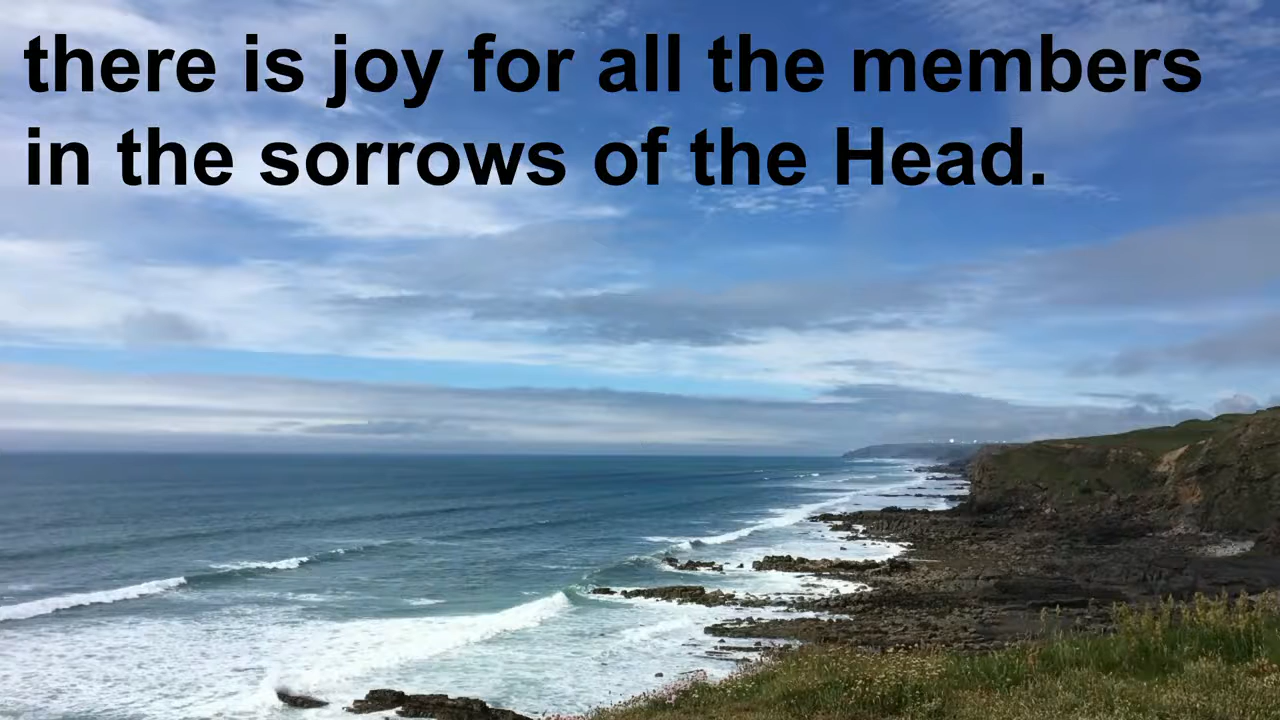 there is joy for all the members
in the sorrows of the Head.